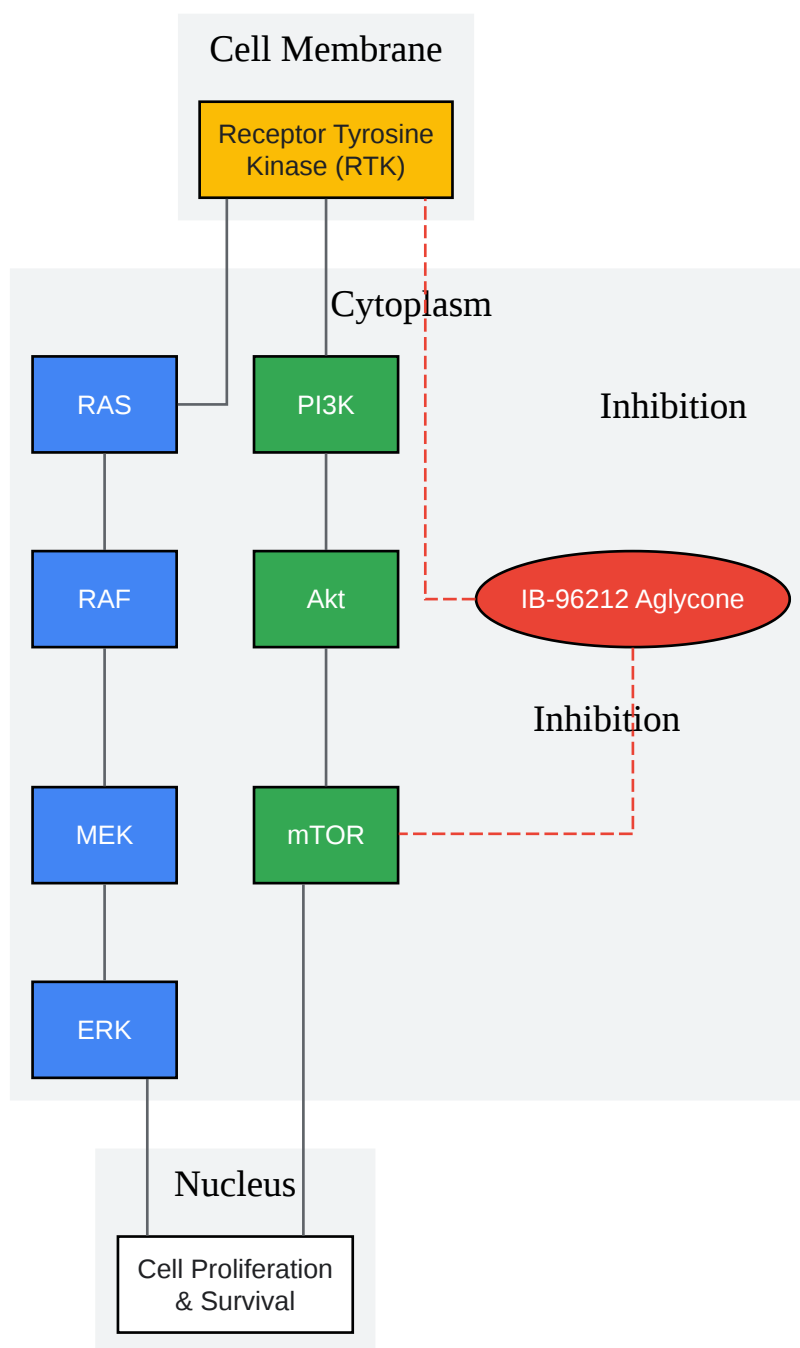 Cell Membrane
Receptor Tyrosine
Kinase (RTK)
Cytoplasm
RAS
PI3K
Inhibition
RAF
Akt
IB-96212 Aglycone
Inhibition
MEK
mTOR
ERK
Nucleus
Cell Proliferation
& Survival